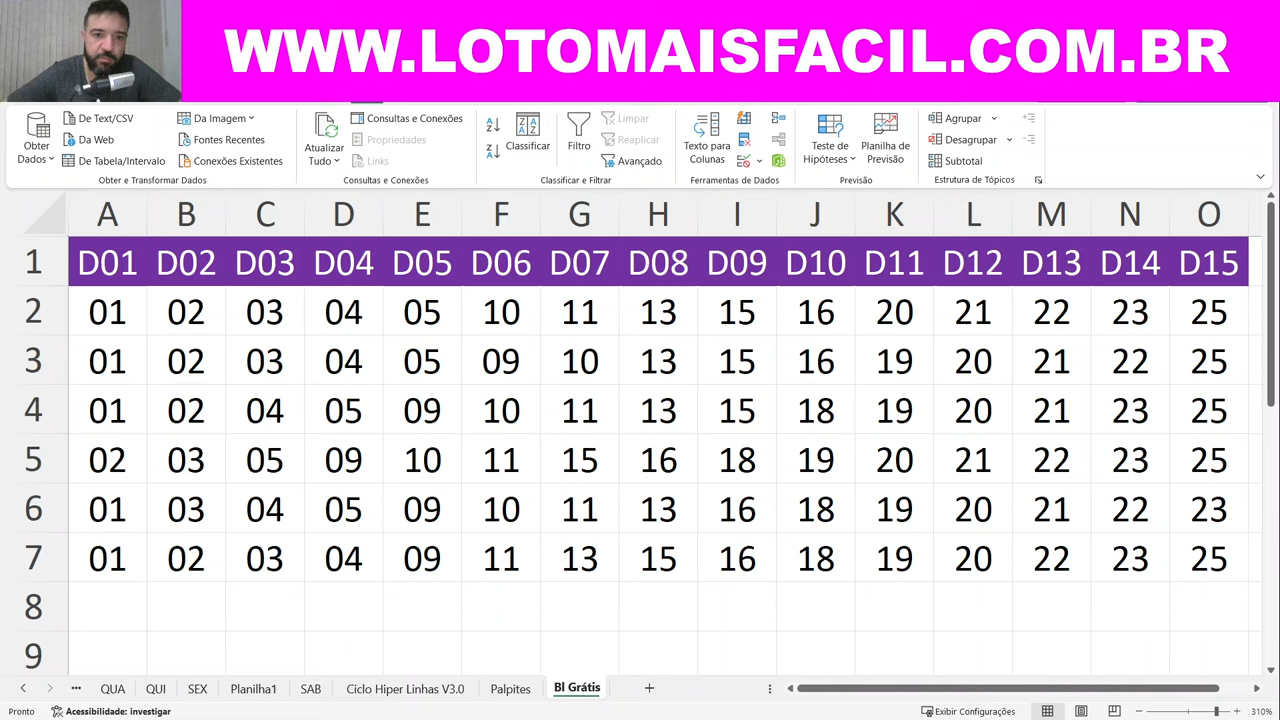 WWW.LOTOMAISFACIL.COM.BR
De Text/CSV Da Imagem Consultas e Conexões Limpar Agrupar
Obter Dados Da Web Fontes Recentes Atualizar Tudo Propriedades Classificar Filtro Reaplicar Texto para Colunas Teste de Hipóteses Planilha de Previsão Desagrupar
De Tabela/Intervalo Conexões Existentes Links Avançado Subtotal
Obter e Transformar Dados Consultas e Conexões Classificar e Filtrar Ferramentas de Dados Previsão Estrutura de Tópicos
A B C D E F G H I J K L M N O
1 D01 D02 D03 D04 D05 D06 D07 D08 D09 D10 D11 D12 D13 D14 D15
2 01 02 03 04 05 10 11 13 15 16 20 21 22 23 25
3 01 02 03 04 05 09 10 13 15 16 19 20 21 22 25
4 01 02 04 05 09 10 11 13 15 18 19 20 21 23 25
5 02 03 05 09 10 11 15 16 18 19 20 21 22 23 25
6 01 03 04 05 09 10 11 13 16 18 19 20 21 22 23
7 01 02 03 04 09 11 13 15 16 18 19 20 22 23 25
8
9
... QUA QUI SEX Planilha1 SAB Ciclo Hiper Linhas V3.0 Palpites Bl Grátis +
Pronto Acessibilidade: investigar Exibir Configurações 310%